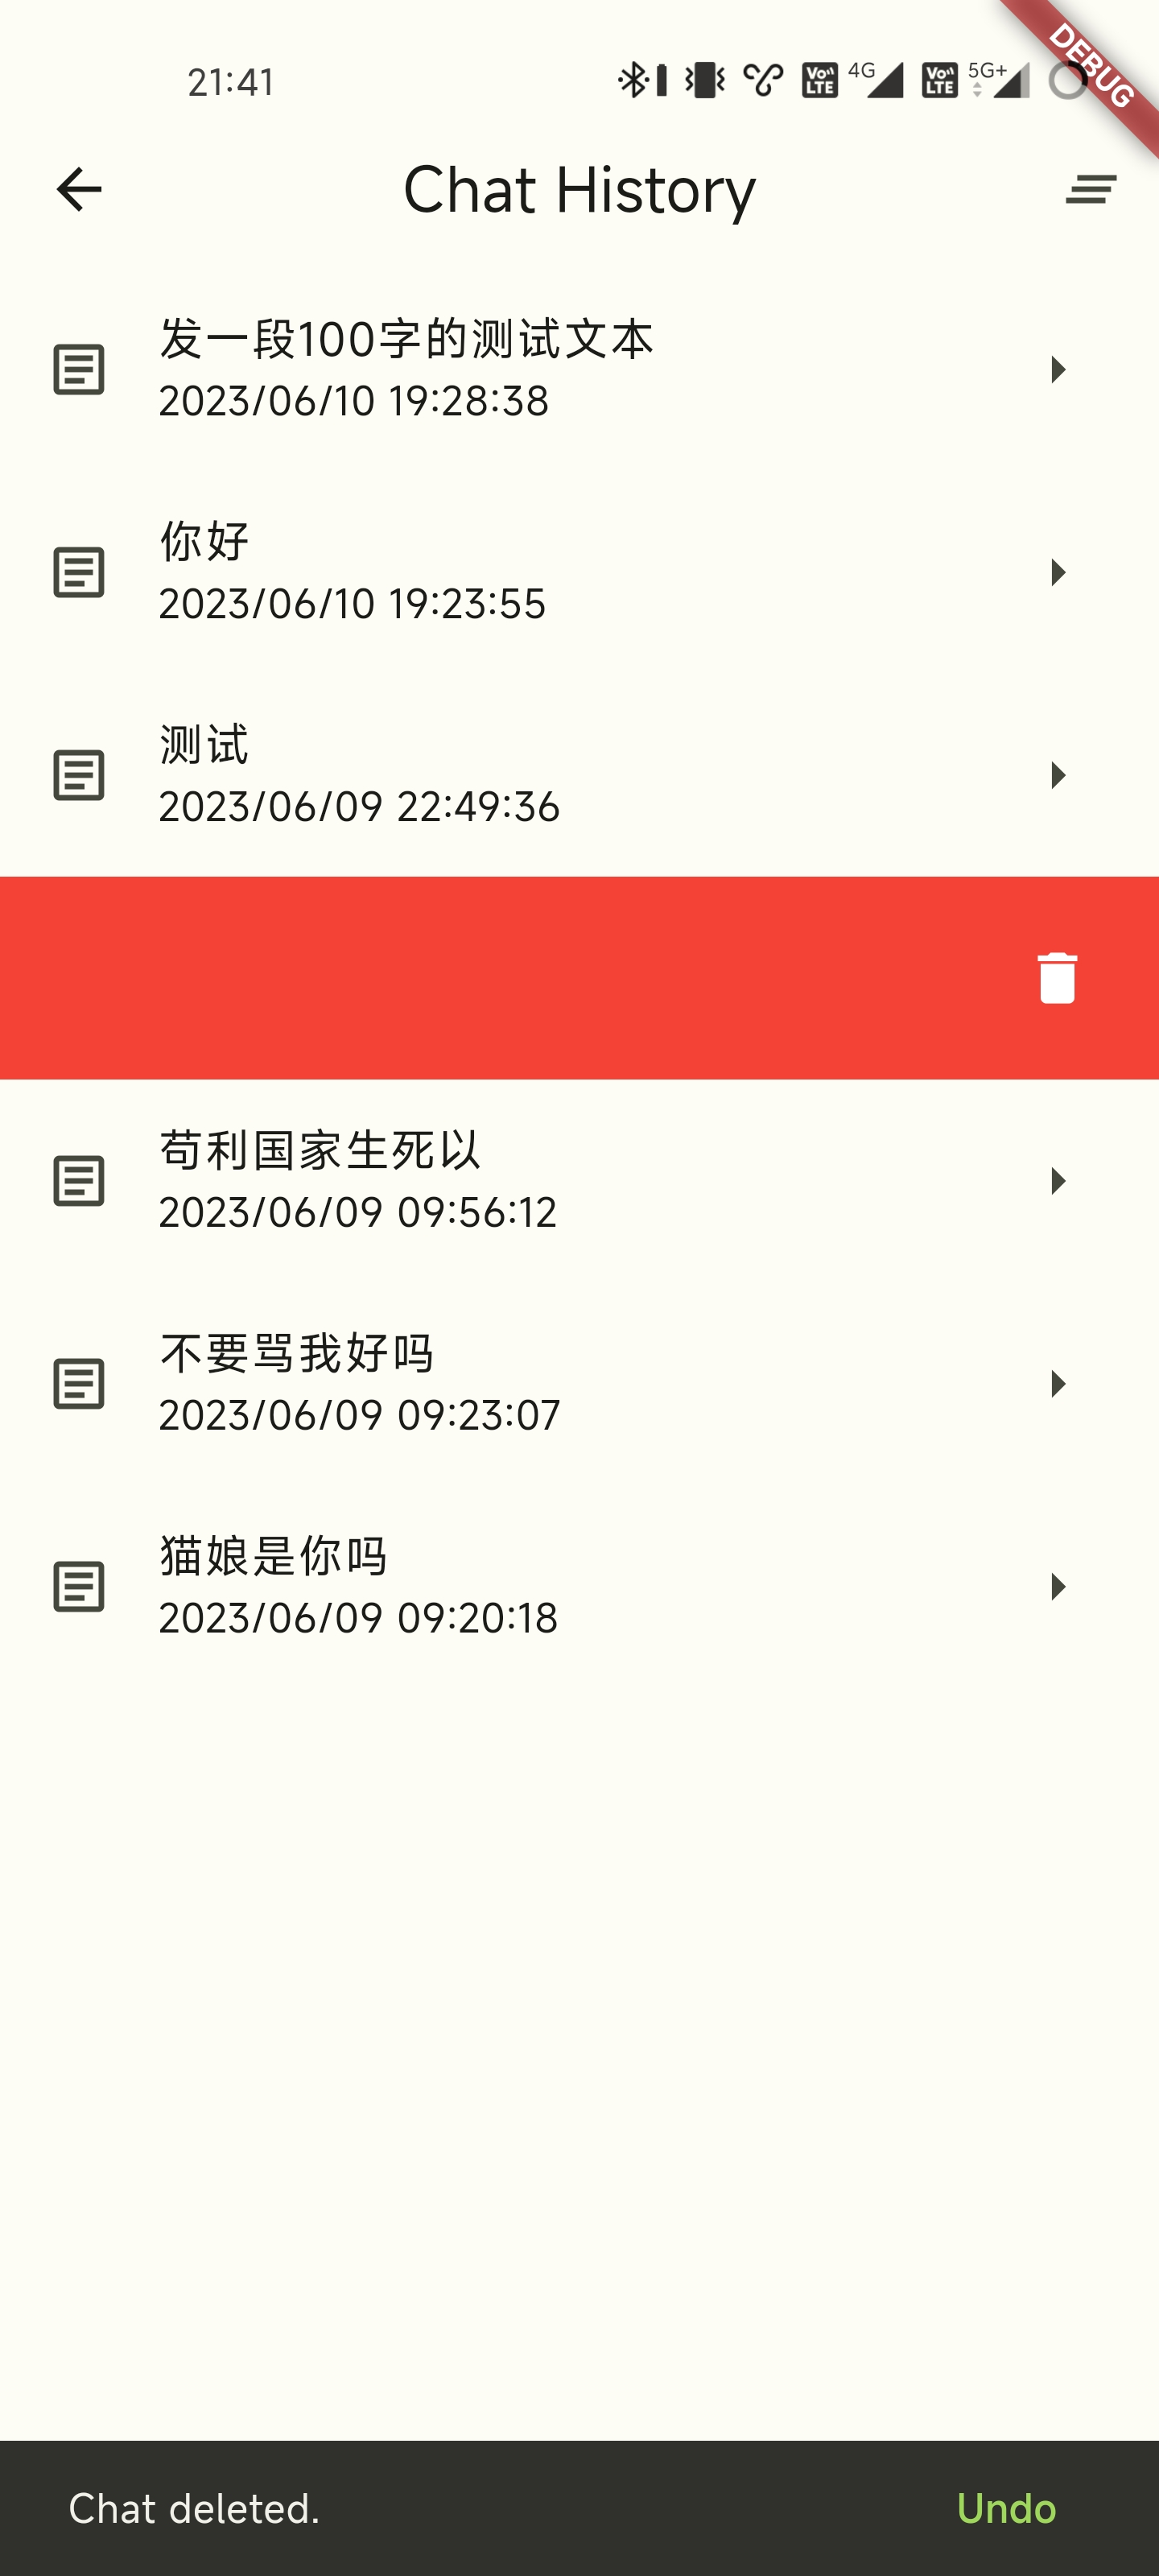 21:41
Vo LTE
4G
Vo LTE
5G+
DEBUG
Chat History
发一段100字的测试文本
2023/06/10 19:28:38
你好
2023/06/10 19:23:55
测试
2023/06/09 22:49:36
苟利国家生死以
2023/06/09 09:56:12
不要骂我好吗
2023/06/09 09:23:07
猫娘是你吗
2023/06/09 09:20:18
Chat deleted.
Undo